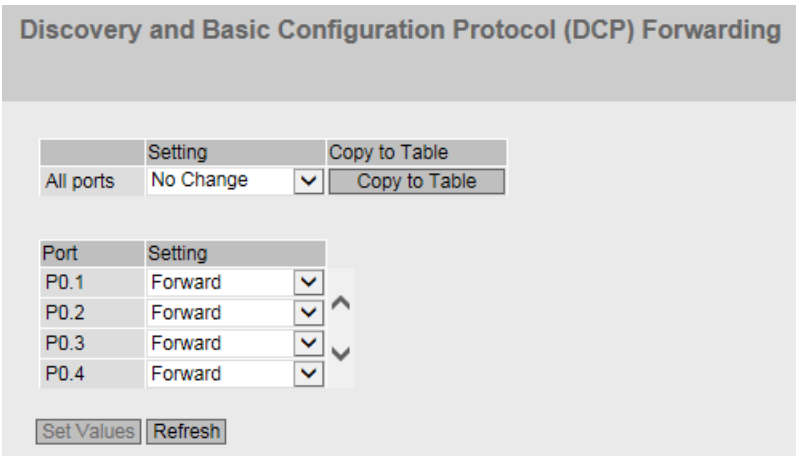 Discovery and Basic Configuration Protocol (DCP) Forwarding
Setting Copy to Table
All ports No Change Copy to Table
Port Setting
P0.1 Forward
P0.2 Forward
P0.3 Forward
P0.4 Forward
Set Values Refresh